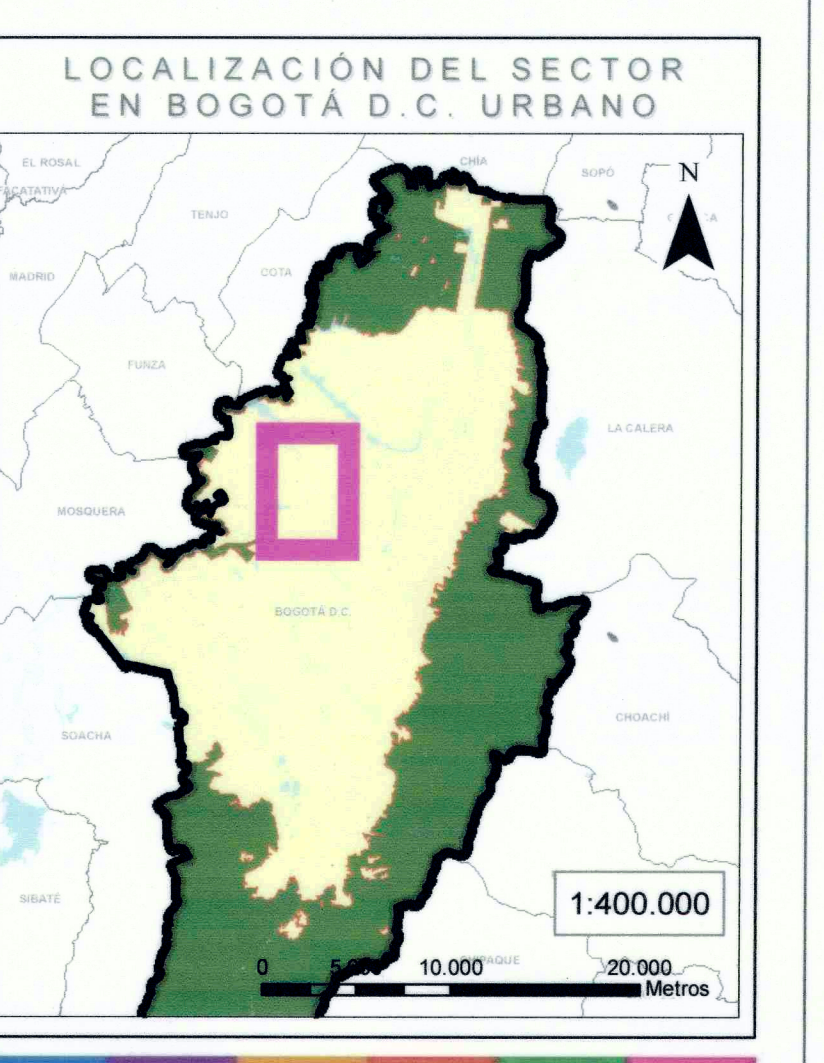 LOCALIZACIÓN DEL SECTOR
EN BOGOTÁ D.C. URBANO
EL ROSAL
CHÍA
SOPÓ
N
TENJO
MADRID
COTA
FUNZA
LA CALERA
MOSQUERA
BOGOTÁ D.C.
CHOACHÍ
SOACHA
SIBATÉ
1:400.000
0 10.000 20.000
Metros